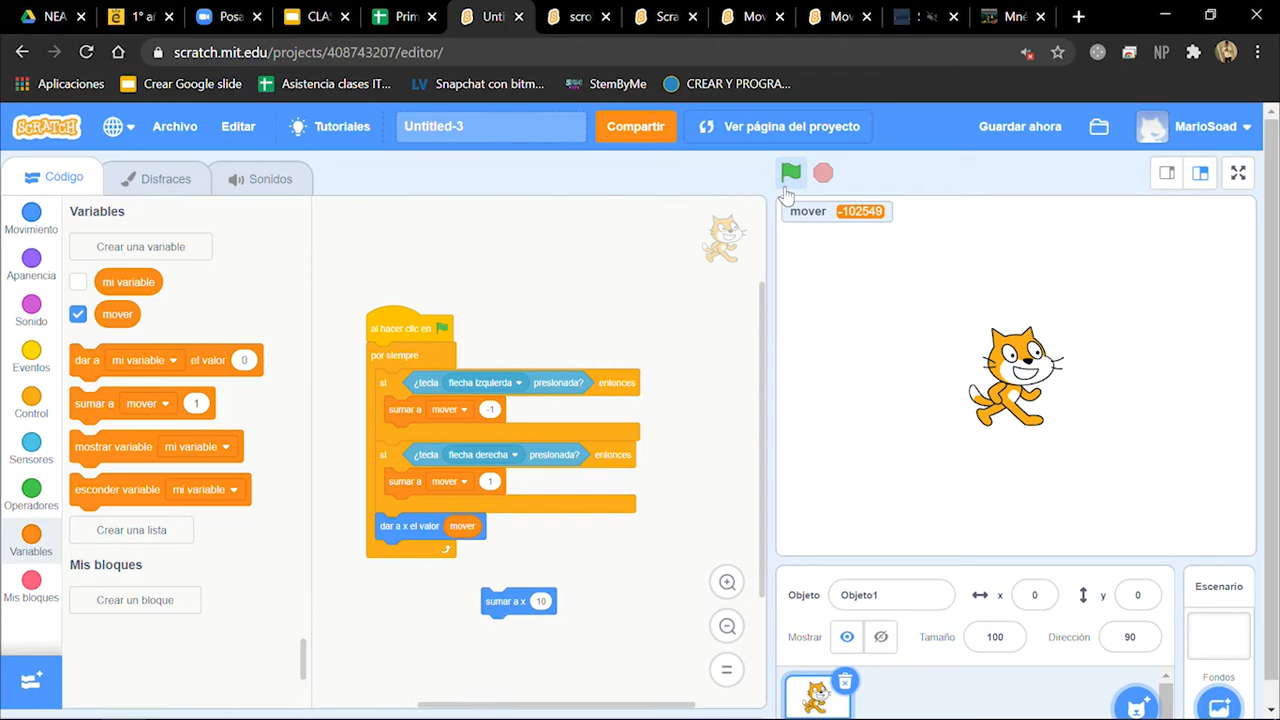 NEA
1º añ
Posa
CLA
Prim
Unti
scro
Scra
Mov
Mov
Mné
scratch.mit.edu/projects/408743207/editor/
NP
Aplicaciones
Crear Google slide
Asistencia clases IT...
LV
Snapchat con bitm...
StemByMe
CREAR Y PROGRA...
SCRATCH
Archivo
Editar
Tutoriales
Untitled-3
Compartir
Ver página del proyecto
Guardar ahora
MarioSoad
Código
Disfraces
Sonidos
Movimiento
Apariencia
Sonido
Eventos
Control
Sensores
Operadores
Variables
Mis bloques
Variables
Crear una variable
mi variable
mover
dar a mi variable el valor 0
sumar a mover 1
mostrar variable mi variable
esconder variable mi variable
Crear una lista
Mis bloques
Crear un bloque
al hacer clic en
por siempre
si ¿tecla flecha izquierda presionada? entonces
sumar a mover -1
si ¿tecla flecha derecha presionada? entonces
sumar a mover 1
dar a x el valor mover
sumar a x 10
mover -102549
Objeto
Objeto1
x 0
y 0
Mostrar
Tamaño 100
Dirección 90
Escenario
Fondos